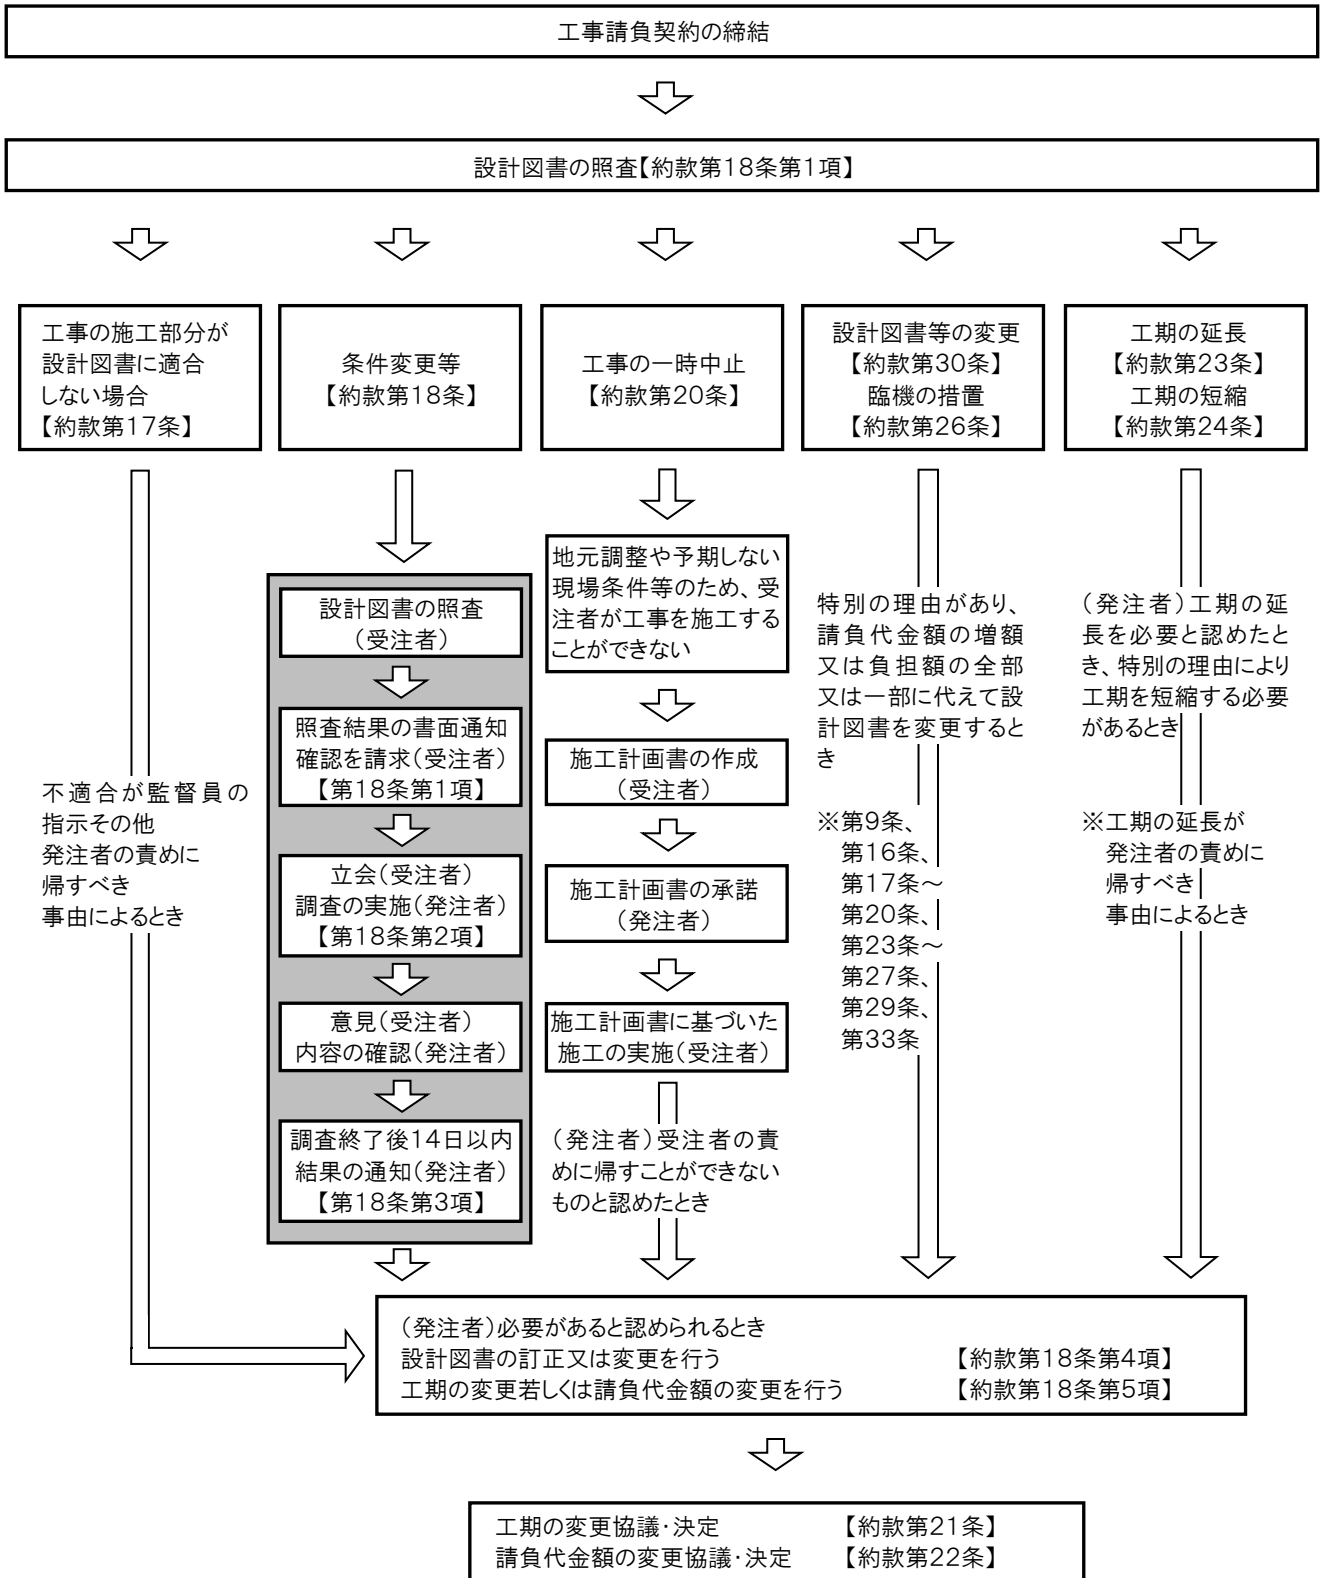 工事請負契約の締結
設計図書の照査【約款第18条第1項】
工事の施工部分が
設計図書に適合
しない場合
【約款第17条】
条件変更等
【約款第18条】
工事の一時中止
【約款第20条】
設計図書等の変更
【約款第30条】
臨機の措置
【約款第26条】
工期の延長
【約款第23条】
工期の短縮
【約款第24条】
不適合が監督員の
指示その他
発注者の責めに
帰すべき
事由によるとき
設計図書の照査
(受注者)
照査結果の書面通知
確認を請求(受注者)
【第18条第1項】
立会(受注者)
調査の実施(発注者)
【第18条第2項】
意見(受注者)
内容の確認(発注者)
調査終了後14日以内
結果の通知(発注者)
【第18条第3項】
地元調整や予期しない
現場条件等のため、受
注者が工事を施工する
ことができない
施工計画書の作成
(受注者)
施工計画書の承諾
(発注者)
施工計画書に基づいた
施工の実施(受注者)
(発注者)受注者の責
めに帰すことができない
ものと認めたとき
特別の理由があり、
請負代金額の増額
又は負担額の全部
又は一部に代えて設
計図書を変更すると
き
※第9条、
第16条、
第17条～
第20条、
第23条～
第27条、
第29条、
第33条
(発注者)工期の延
長を必要と認めたと
き、特別の理由により
工期を短縮する必要
があるとき
※工期の延長が
発注者の責めに
帰すべき
事由によるとき
(発注者)必要があると認められるとき
設計図書の訂正又は変更を行う 【約款第18条第4項】
工期の変更若しくは請負代金額の変更を行う 【約款第18条第5項】
工期の変更協議・決定 【約款第21条】
請負代金額の変更協議・決定 【約款第22条】